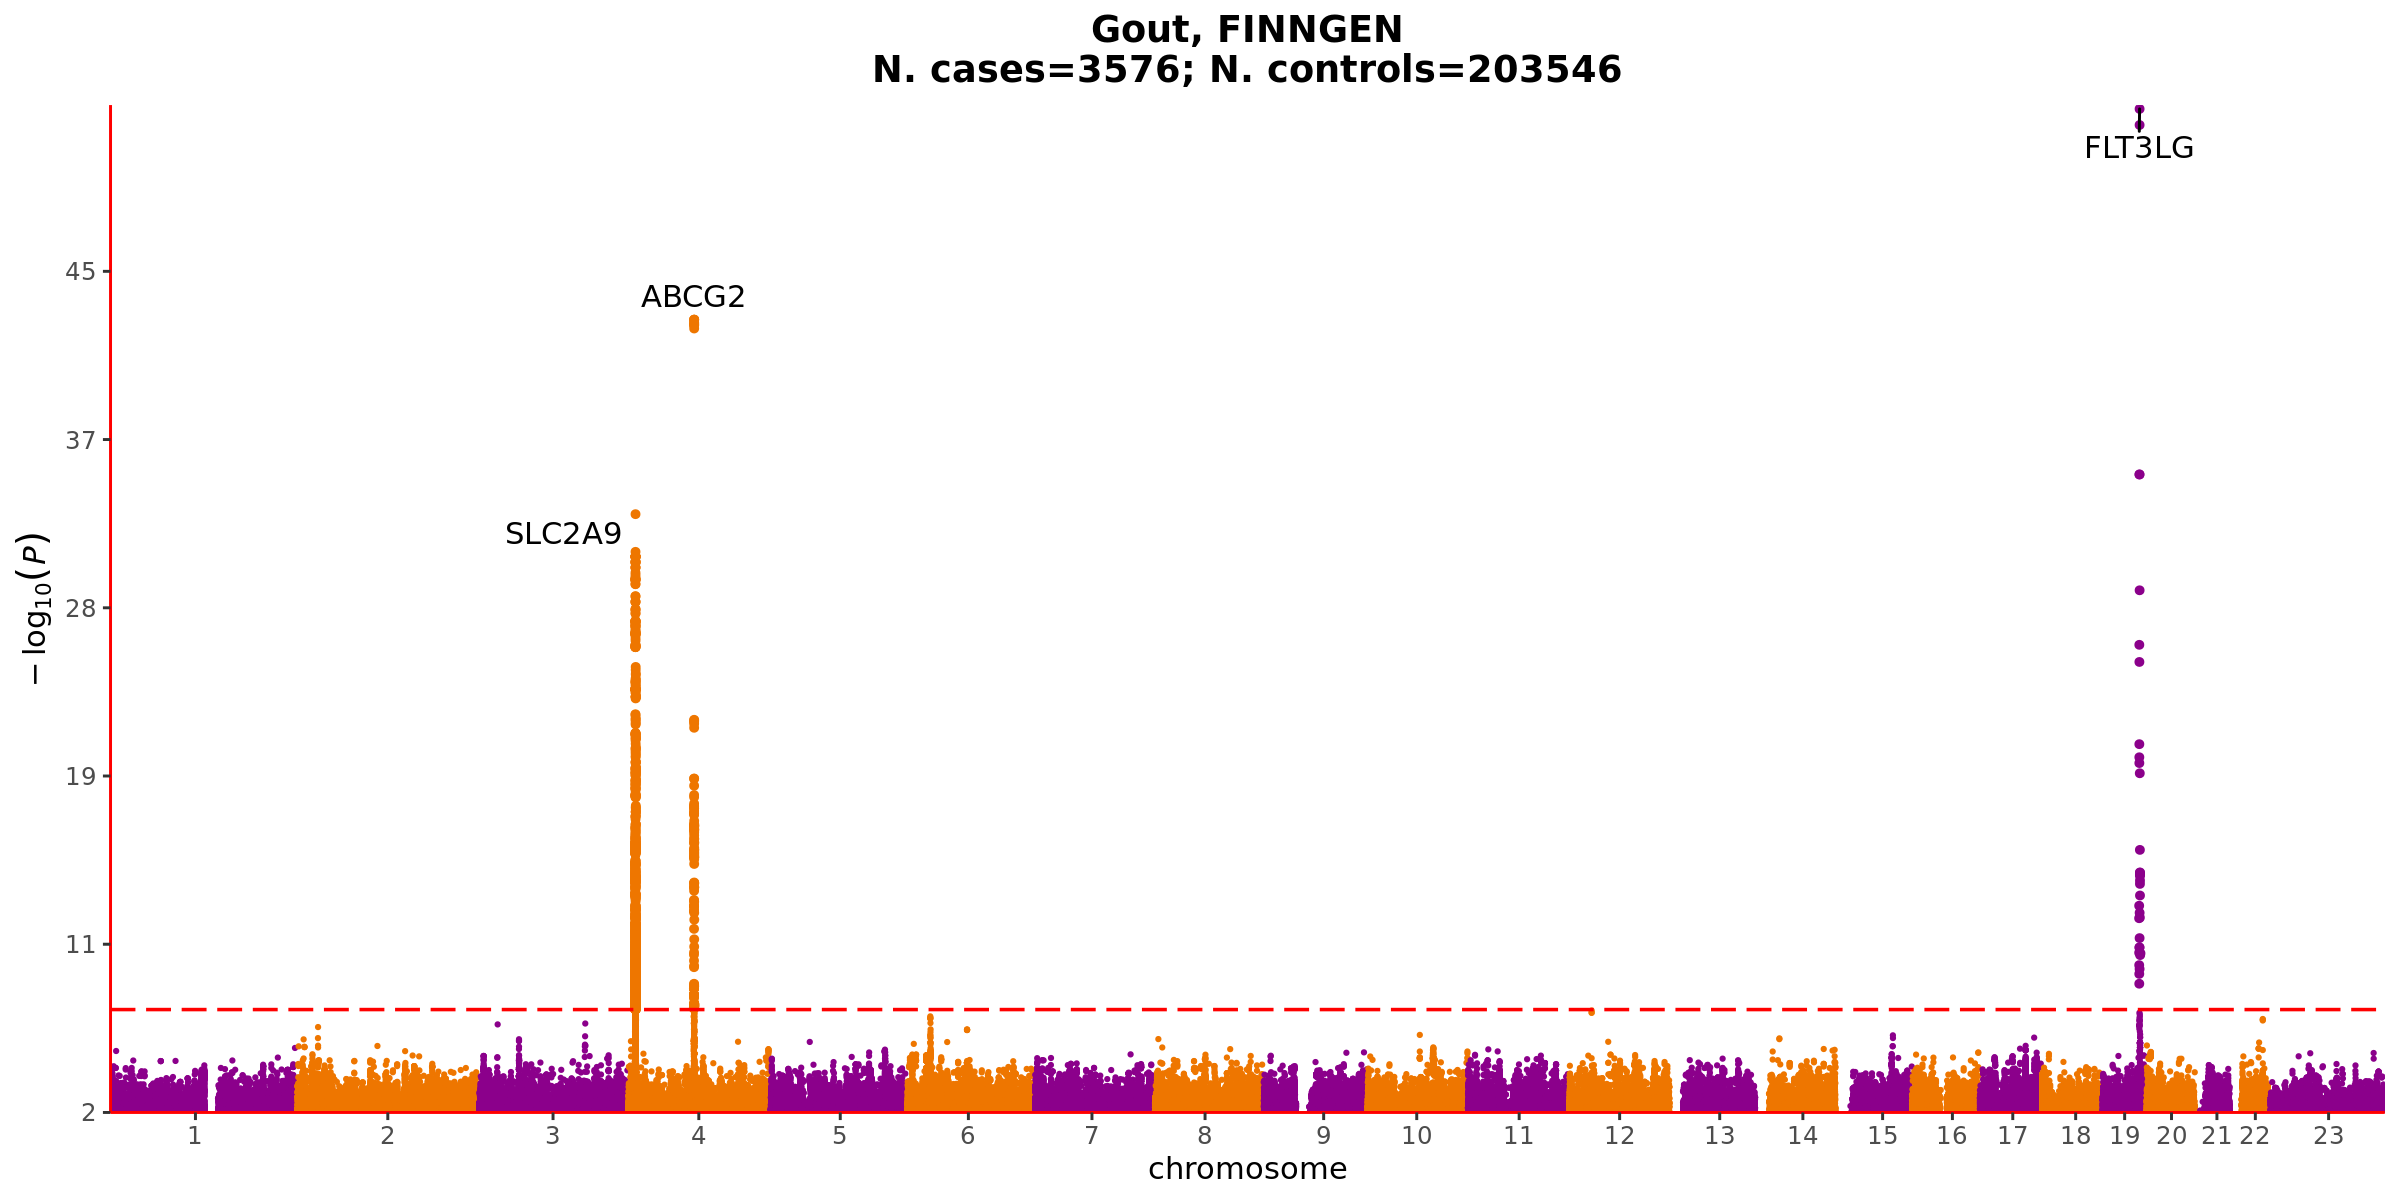 Gout, FINNGEN
N. cases=3576; N. controls=203546
FLT3LG
45
ABCG2
37
SLC2A9
−log₁₀(P)
28
19
11
2
1 2 3 4 5 6 7 8 9 10 11 12 13 14 15 16 17 18 19 20 21 22 23
chromosome